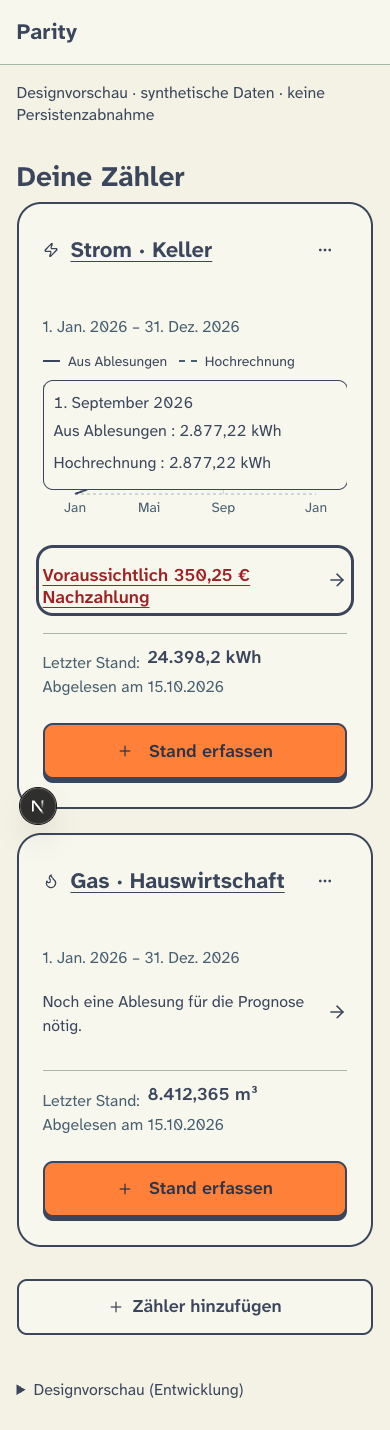 Parity
Designvorschau · synthetische Daten · keine
Persistenzabnahme
Deine Zähler
Strom · Keller
...
1. Jan. 2026 – 31. Dez. 2026
Aus Ablesungen
Hochrechnung
1. September 2026
Aus Ablesungen : 2.877,22 kWh
Hochrechnung : 2.877,22 kWh
Jan Mai Sep Jan
Voraussichtlich 350,25 €
Nachzahlung
Letzter Stand: 24.398,2 kWh
Abgelesen am 15.10.2026
+ Stand erfassen
N
Gas · Hauswirtschaft
...
1. Jan. 2026 – 31. Dez. 2026
Noch eine Ablesung für die Prognose
nötig.
Letzter Stand: 8.412,365 m³
Abgelesen am 15.10.2026
+ Stand erfassen
+ Zähler hinzufügen
Designvorschau (Entwicklung)